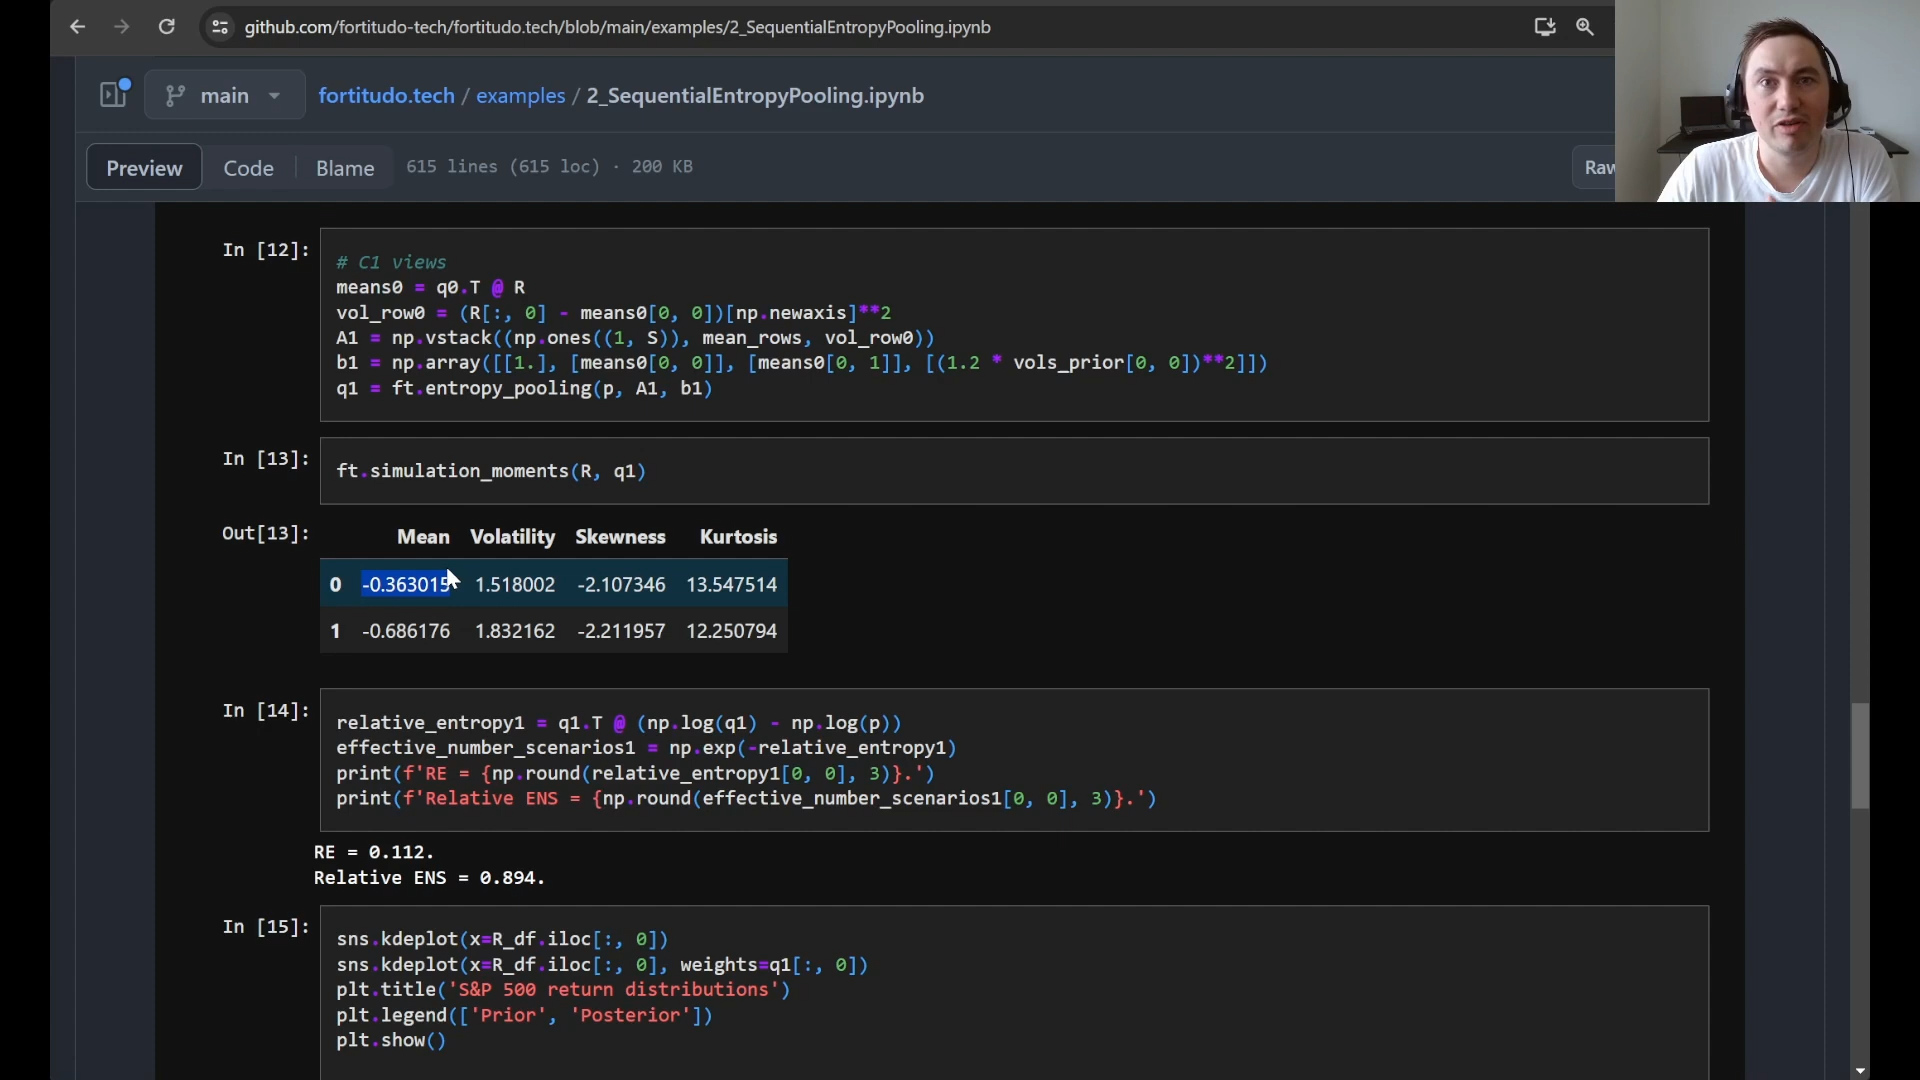 github.com/fortitudo-tech/fortitudo.tech/blob/main/examples/2_SequentialEntropyPooling.ipynb
main
fortitudo.tech / examples / 2_SequentialEntropyPooling.ipynb
Preview
Code
Blame
615 lines (615 loc) · 200 KB
Raw
In [12]:
# C1 views
means0 = q0.T @ R
vol_row0 = (R[:, 0] - means0[0, 0])[np.newaxis]**2
A1 = np.vstack((np.ones((1, S)), mean_rows, vol_row0))
b1 = np.array([[1.], [means0[0, 0]], [means0[0, 1]], [(1.2 * vols_prior[0, 0])**2]])
q1 = ft.entropy_pooling(p, A1, b1)
In [13]:
ft.simulation_moments(R, q1)
Out[13]:
Mean Volatility Skewness Kurtosis
0 -0.363015 1.518002 -2.107346 13.547514
1 -0.686176 1.832162 -2.211957 12.250794
In [14]:
relative_entropy1 = q1.T @ (np.log(q1) - np.log(p))
effective_number_scenarios1 = np.exp(-relative_entropy1)
print(f'RE = {np.round(relative_entropy1[0, 0], 3)}.')
print(f'Relative ENS = {np.round(effective_number_scenarios1[0, 0], 3)}.')
RE = 0.112.
Relative ENS = 0.894.
In [15]:
sns.kdeplot(x=R_df.iloc[:, 0])
sns.kdeplot(x=R_df.iloc[:, 0], weights=q1[:, 0])
plt.title('S&P 500 return distributions')
plt.legend(['Prior', 'Posterior'])
plt.show()